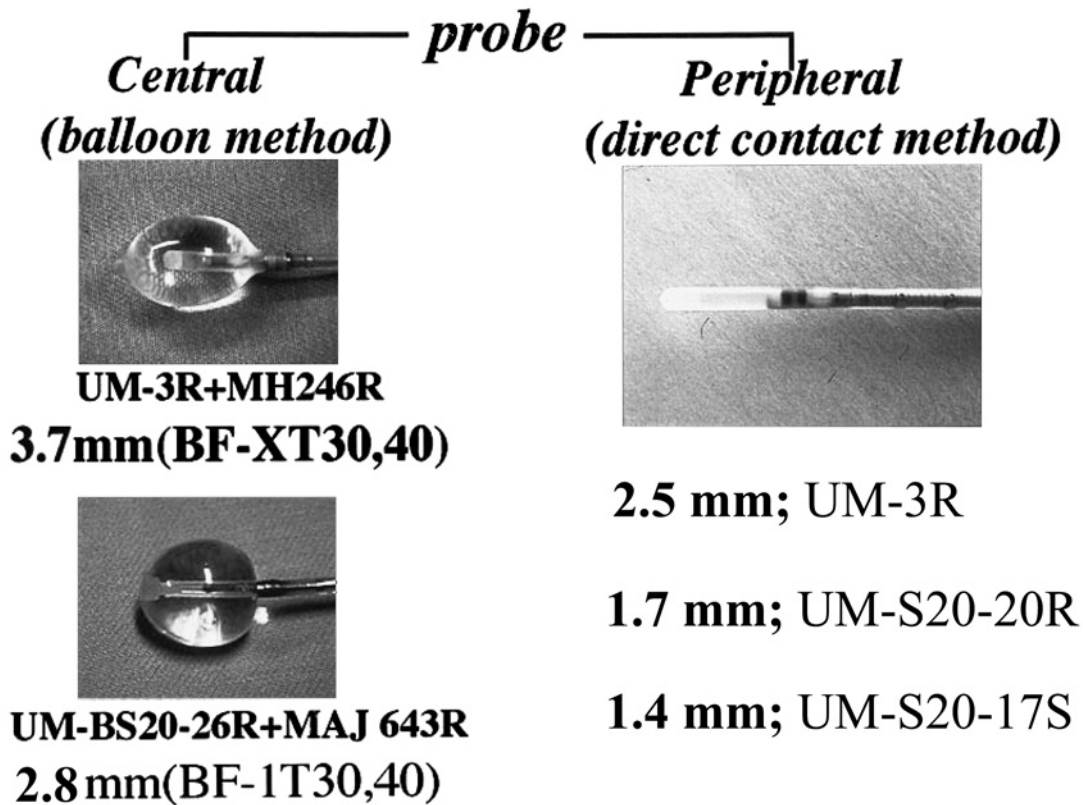 probe
Central
(balloon method)
UM-3R+MH246R
3.7mm(BF-XT30,40)
UM-BS20-26R+MAJ 643R
2.8 mm(BF-1T30,40)
Peripheral
(direct contact method)
2.5 mm; UM-3R
1.7 mm; UM-S20-20R
1.4 mm; UM-S20-17S